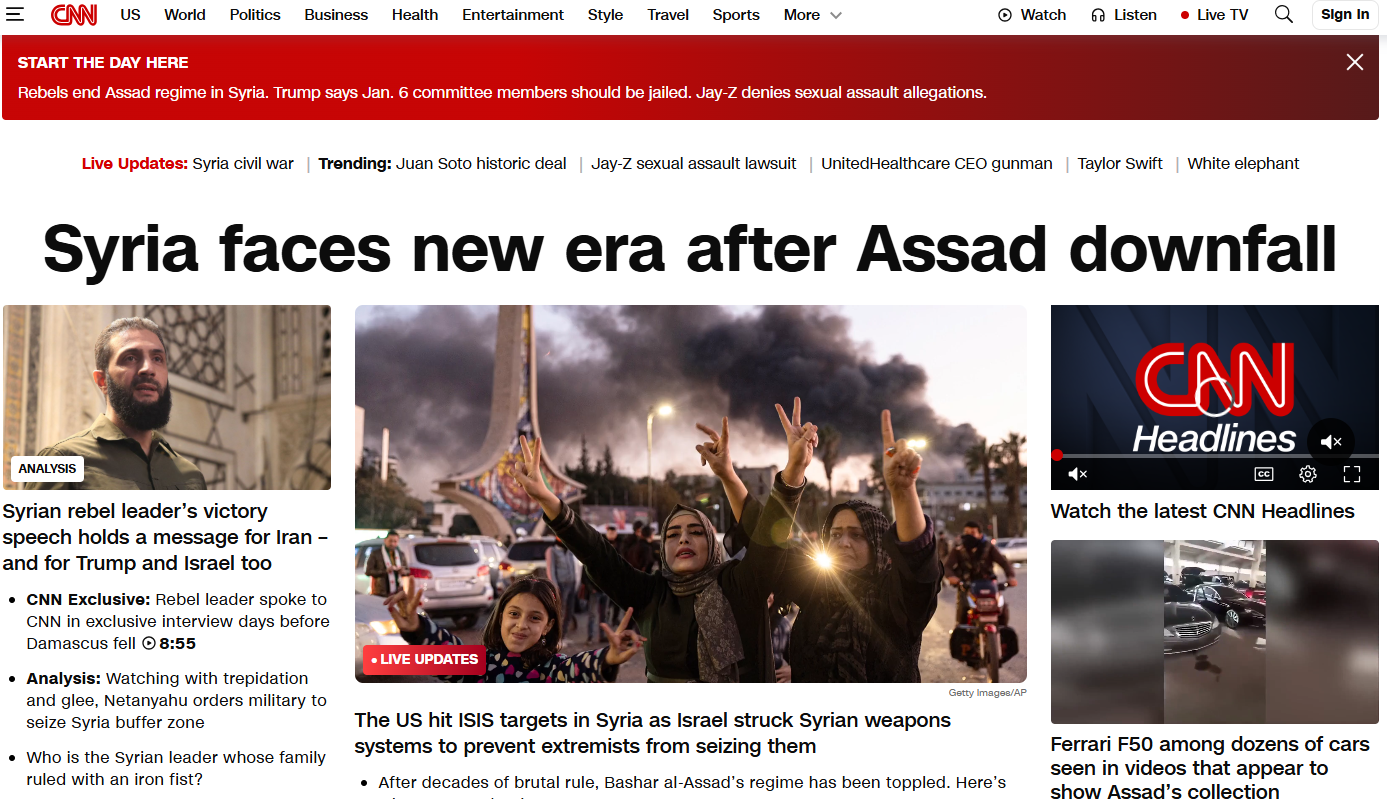 CNN US World Politics Business Health Entertainment Style Travel Sports More Watch Listen Live TV Sign in
START THE DAY HERE
Rebels end Assad regime in Syria. Trump says Jan. 6 committee members should be jailed. Jay-Z denies sexual assault allegations.
Live Updates: Syria civil war | Trending: Juan Soto historic deal | Jay-Z sexual assault lawsuit | UnitedHealthcare CEO gunman | Taylor Swift | White elephant
Syria faces new era after Assad downfall
ANALYSIS
Syrian rebel leader’s victory
speech holds a message for Iran –
and for Trump and Israel too
• CNN Exclusive: Rebel leader spoke to
CNN in exclusive interview days before
Damascus fell 8:55
• Analysis: Watching with trepidation
and glee, Netanyahu orders military to
seize Syria buffer zone
• Who is the Syrian leader whose family
ruled with an iron fist?
• LIVE UPDATES
Getty Images/AP
The US hit ISIS targets in Syria as Israel struck Syrian weapons
systems to prevent extremists from seizing them
• After decades of brutal rule, Bashar al-Assad’s regime has been toppled. Here’s
CNN
Headlines
CC
Watch the latest CNN Headlines
Ferrari F50 among dozens of cars
seen in videos that appear to
show Assad’s collection